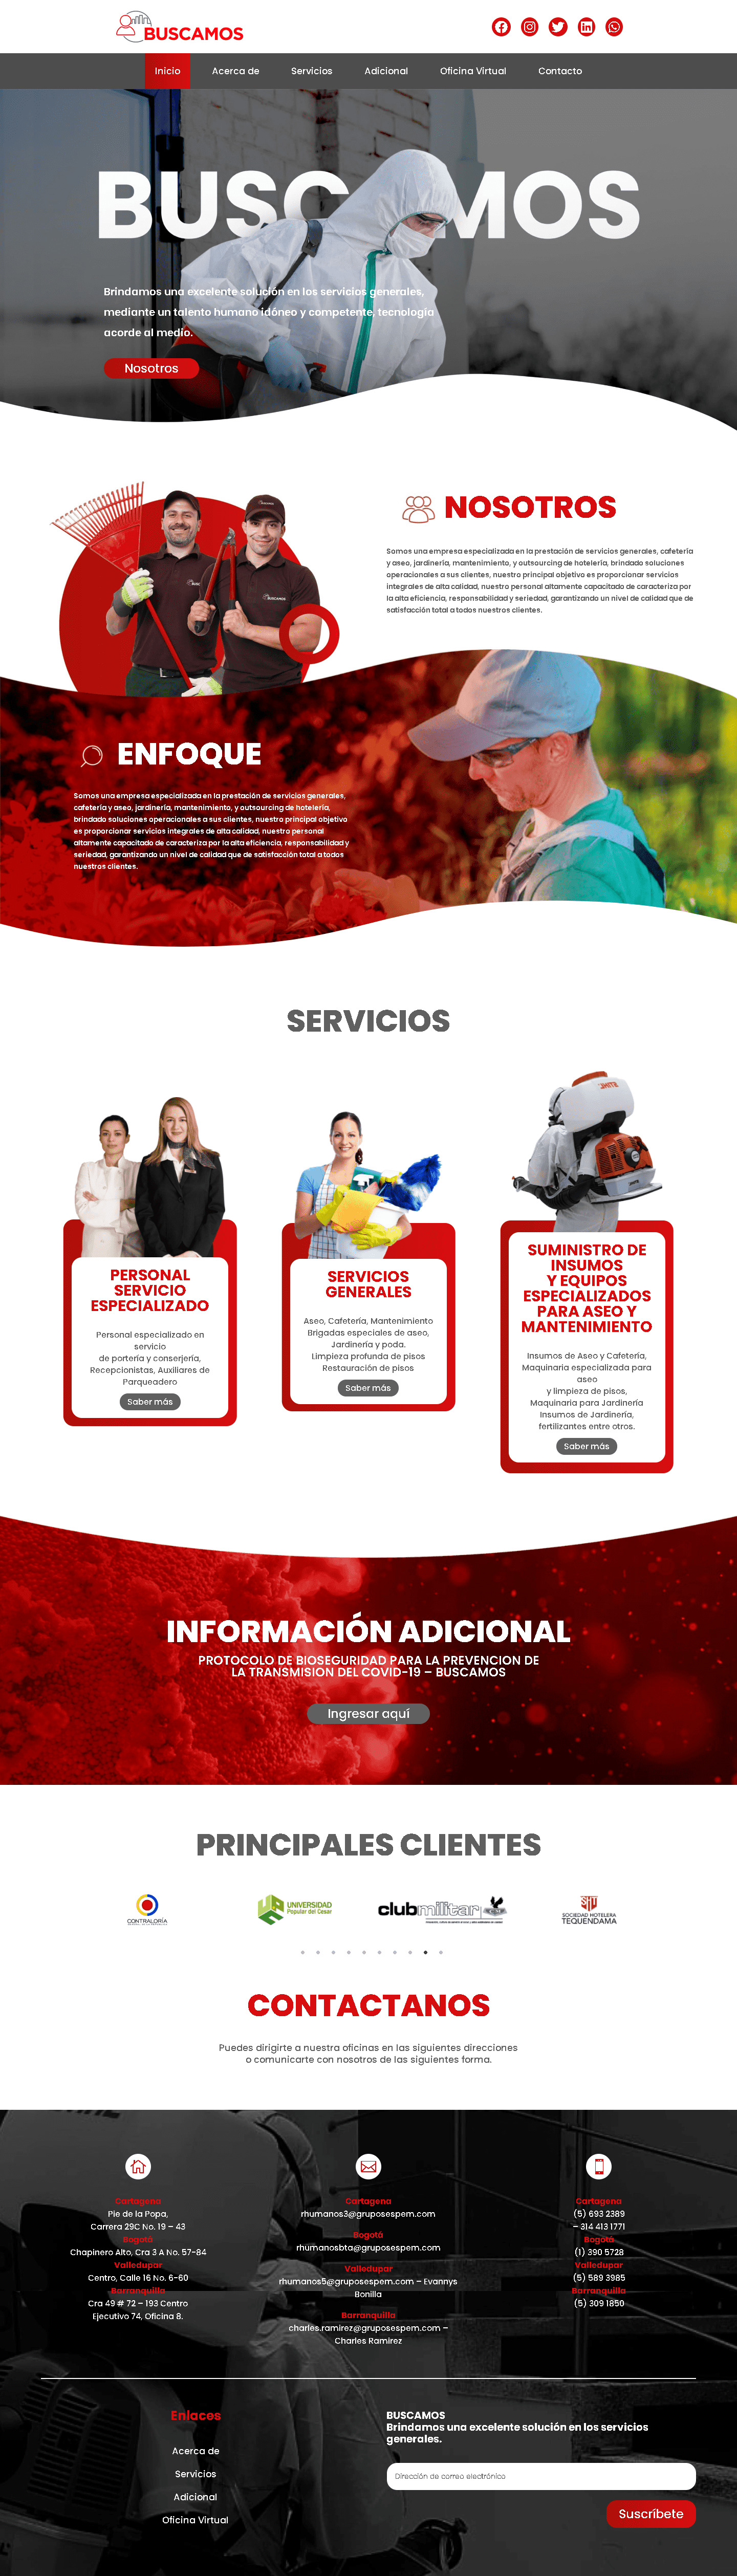 BUSCAMOS
Inicio
Acerca de
Servicios
Adicional
Oficina Virtual
Contacto
BUSCAMOS
Brindamos una excelente solución en los servicios generales,
mediante un talento humano idóneo y competente, tecnología
acorde al medio.
Nosotros
NOSOTROS
Somos una empresa especializada en la prestación de servicios generales, cafetería
y aseo, jardinería, mantenimiento, y outsourcing de hotelería, brindado soluciones
operacionales a sus clientes, nuestro principal objetivo es proporcionar servicios
integrales de alta calidad, nuestro personal altamente capacitado de caracteriza por
la alta eficiencia, responsabilidad y seriedad, garantizando un nivel de calidad que de
satisfacción total a todos nuestros clientes.
BUSCAMOS
ENFOQUE
Somos una empresa especializada en la prestación de servicios generales,
cafetería y aseo, jardinería, mantenimiento, y outsourcing de hotelería,
brindado soluciones operacionales a sus clientes, nuestro principal objetivo
es proporcionar servicios integrales de alta calidad, nuestro personal
altamente capacitado de caracteriza por la alta eficiencia, responsabilidad y
seriedad, garantizando un nivel de calidad que de satisfacción total a todos
nuestros clientes.
SERVICIOS
PERSONAL
SERVICIO
ESPECIALIZADO
Personal especializado en
servicio
de portería y conserjería,
Recepcionistas, Auxiliares de
Parqueadero
Saber más
SERVICIOS
GENERALES
Aseo, Cafetería, Mantenimiento
Brigadas especiales de aseo,
Jardinería y poda.
Limpieza profunda de pisos
Restauración de pisos
Saber más
STIHL
SUMINISTRO DE
INSUMOS
Y EQUIPOS
ESPECIALIZADOS
PARA ASEO Y
MANTENIMIENTO
Insumos de Aseo y Cafetería,
Maquinaria especializada para
aseo
y limpieza de pisos,
Maquinaria para Jardinería
Insumos de Jardinería,
fertilizantes entre otros.
Saber más
INFORMACIÓN ADICIONAL
PROTOCOLO DE BIOSEGURIDAD PARA LA PREVENCION DE
LA TRANSMISION DEL COVID-19 – BUSCAMOS
Ingresar aquí
PRINCIPALES CLIENTES
CONTRALORÍA
UNIVERSIDAD
Popular del Cesar
clubmilitar
SHT
SOCIEDAD HOTELERA
TEQUENDAMA
CONTACTANOS
Puedes dirigirte a nuestra oficinas en las siguientes direcciones
o comunicarte con nosotros de las siguientes forma.
Cartagena
Pie de la Popa,
Carrera 29C No. 19 – 43
Bogotá
Chapinero Alto, Cra 3 A No. 57-84
Valledupar
Centro, Calle 16 No. 6-60
Barranquilla
Cra 49 # 72 – 193 Centro
Ejecutivo 74, Oficina 8.
Cartagena
rhumanos3@gruposespem.com
Bogotá
rhumanosbta@gruposespem.com
Valledupar
rhumanos5@gruposespem.com – Evannys
Bonilla
Barranquilla
charles.ramirez@gruposespem.com –
Charles Ramirez
Cartagena
(5) 693 2389
– 314 413 1771
Bogotá
(1) 390 5728
Valledupar
(5) 589 3985
Barranquilla
(5) 309 1850
Enlaces
Acerca de
Servicios
Adicional
Oficina Virtual
BUSCAMOS
Brindamos una excelente solución en los servicios
generales.
Dirección de correo electrónico
Suscríbete